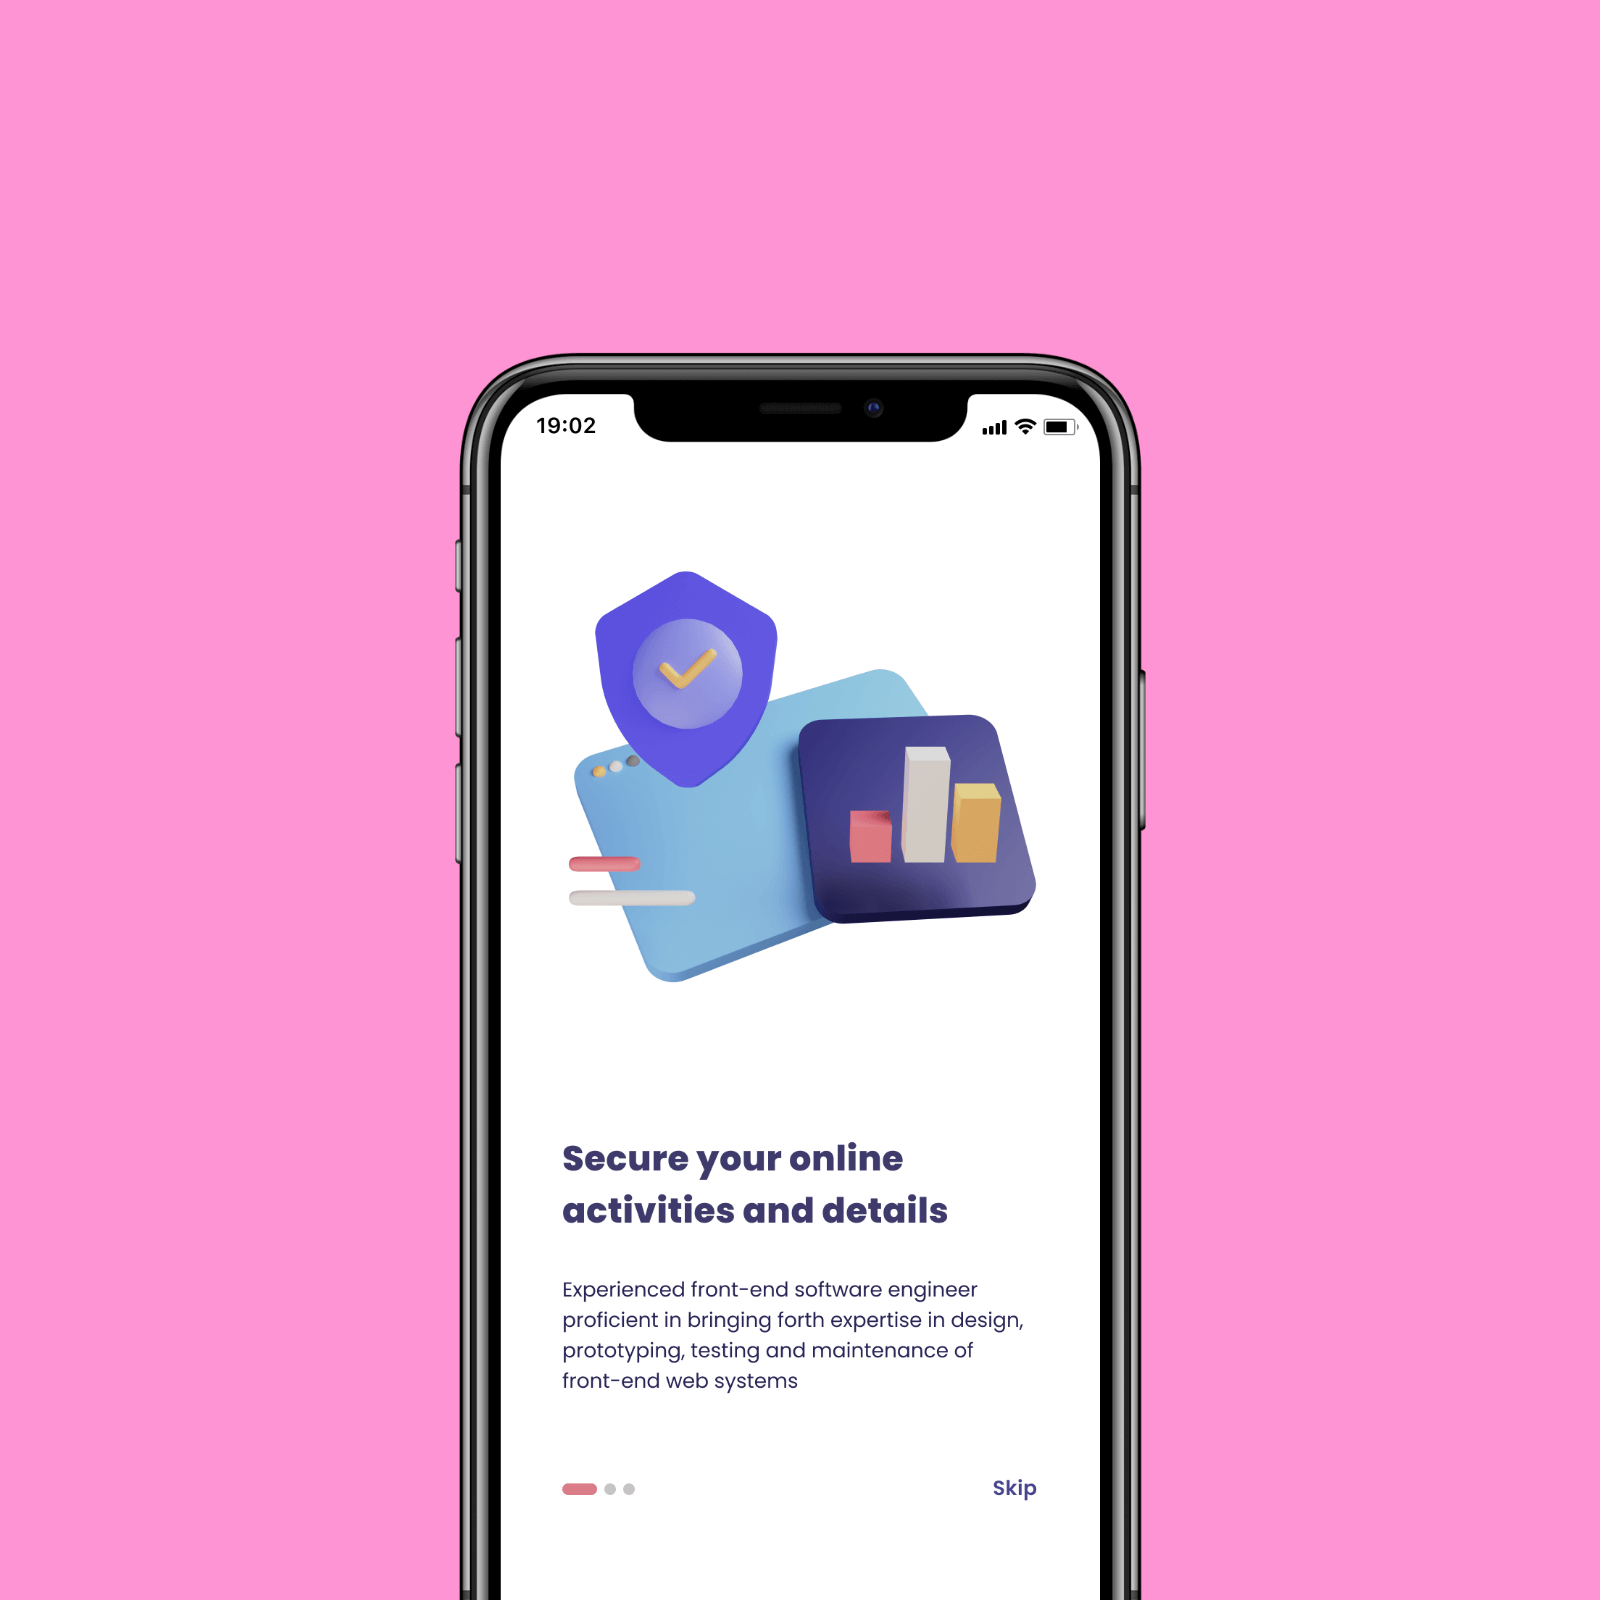 19:02
Secure your online
activities and details
Experienced front-end software engineer
proficient in bringing forth expertise in design,
prototyping, testing and maintenance of
front-end web systems
Skip